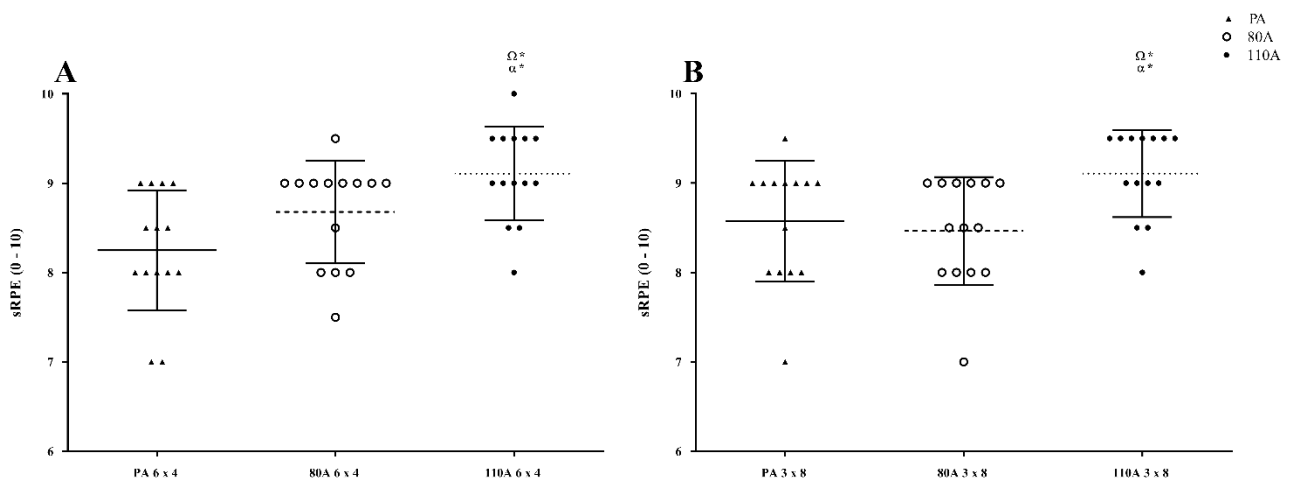 PA
80A
110A
A
Ω *
α *
10
9
8
7
6
sRPE (0 - 10)
PA 6 x 4
80A 6 x 4
110A 6 x 4
B
Ω *
α *
10
9
8
7
6
sRPE (0 - 10)
PA 3 x 8
80A 3 x 8
110A 3 x 8